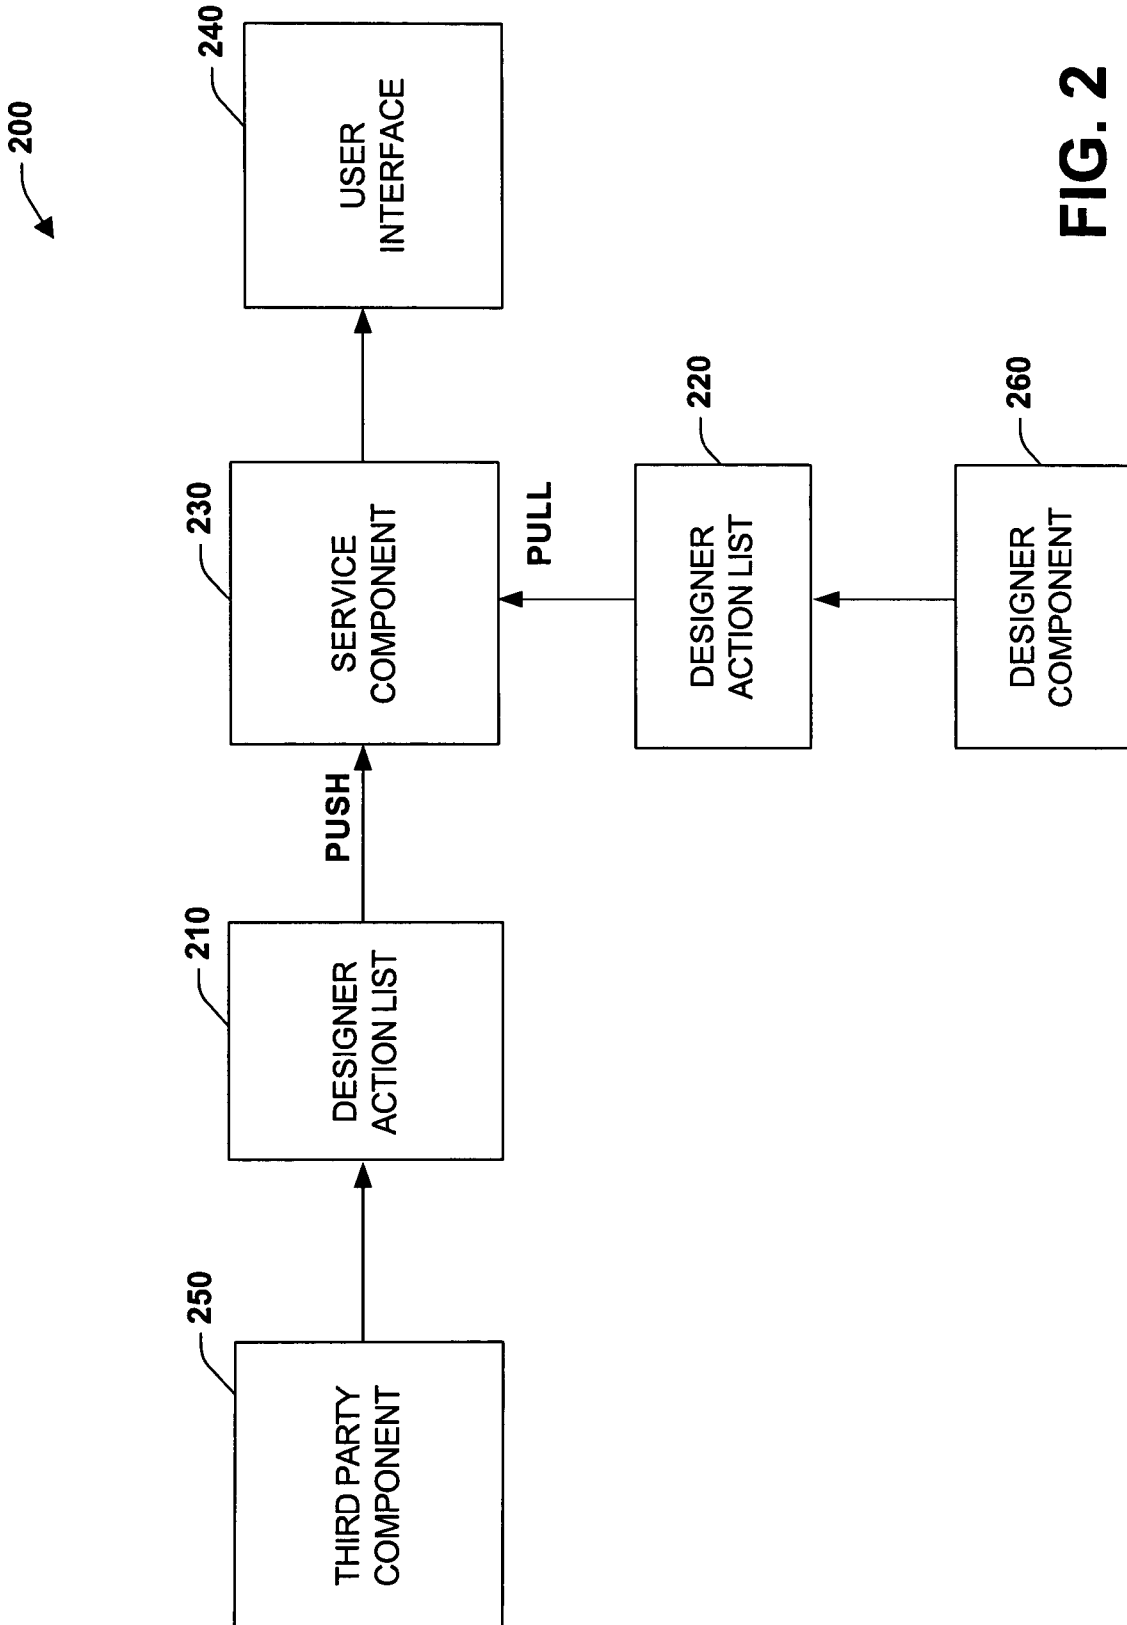 200
THIRD PARTY
COMPONENT
250
DESIGNER
ACTION LIST
210
PUSH
SERVICE
COMPONENT
230
USER
INTERFACE
240
PULL
DESIGNER
ACTION LIST
220
DESIGNER
COMPONENT
260
FIG. 2